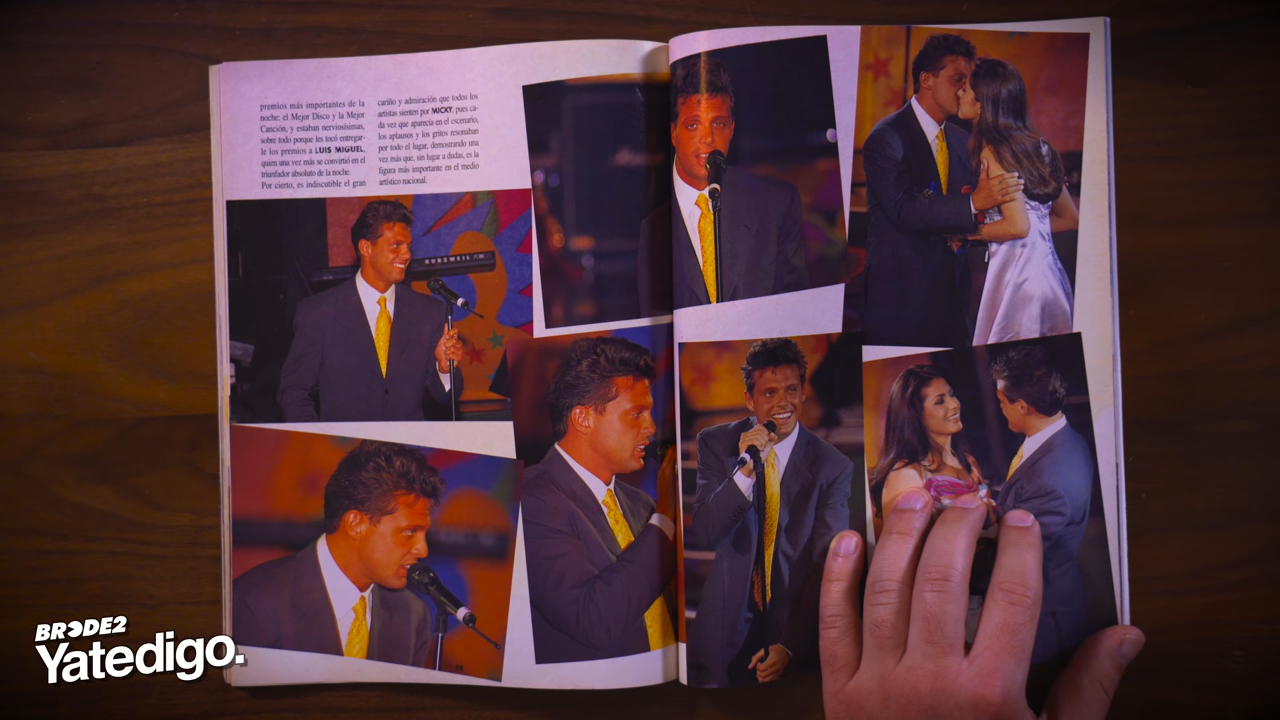 premios más importantes de la
noche: el Mejor Disco y la Mejor
Canción, y estaban nerviosísimas,
sobre todo porque les tocó entregar-
le los premios a LUIS MIGUEL,
quien una vez más se convirtió en el
triunfador absoluto de la noche.
Por cierto, es indiscutible el gran
cariño y admiración que todos los
artistas sienten por MICKY, pues ca-
da vez que aparecía en el escenario,
los aplausos y los gritos resonaban
por todo el lugar, demostrando una
vez más que, sin lugar a dudas, es la
figura más importante en el medio
artístico nacional.
KURZWEIL
BRODE2
Yatedigo.